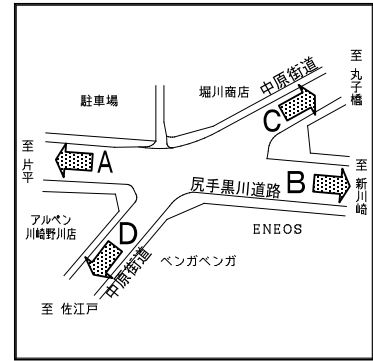 至 丸子橋
中原街道
堀川商店
駐車場
C
至 片平
A
尻手黒川道路
B
至 新川崎
アルペン
川崎野川店
D
ENEOS
中原街道
ベンガベンガ
至 佐江戸